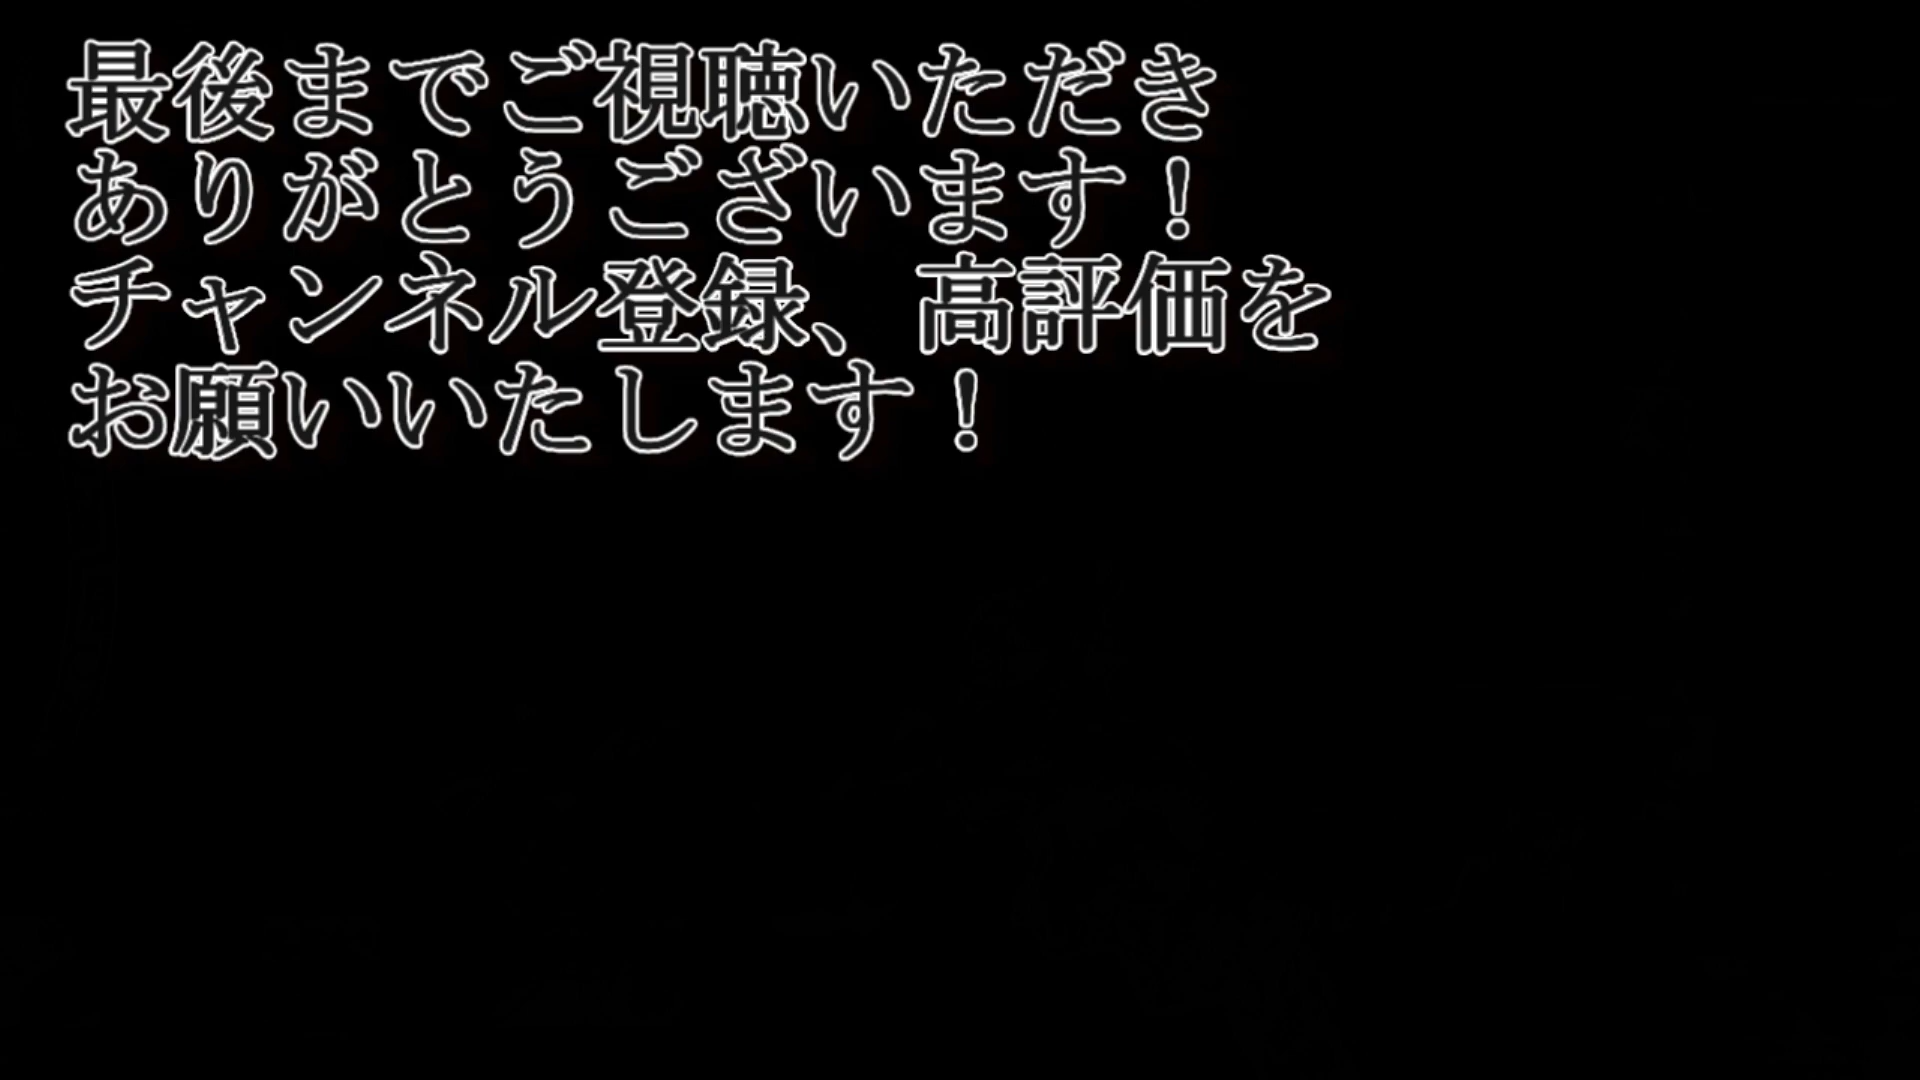 最後までご視聴いただき
ありがとうございます！
チャンネル登録、高評価を
お願いいたします！